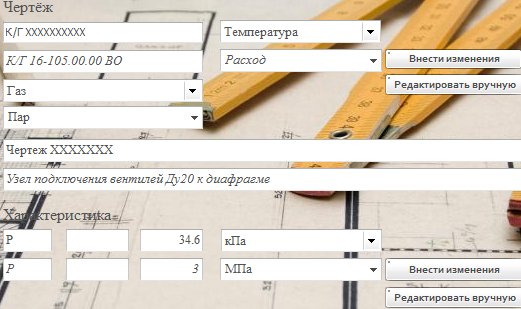 Чертёж
К/Г XXXXXXXXXX
Температура
К/Г 16-105.00.00 ВО
Расход
Внести изменения
Газ
Редактировать вручную
Пар
Чертеж XXXXXXX
Узел подключения вентилей Ду20 к диафрагме
Характеристика
Р 34.6 кПа
Р 3 МПа
Внести изменения
Редактировать вручную